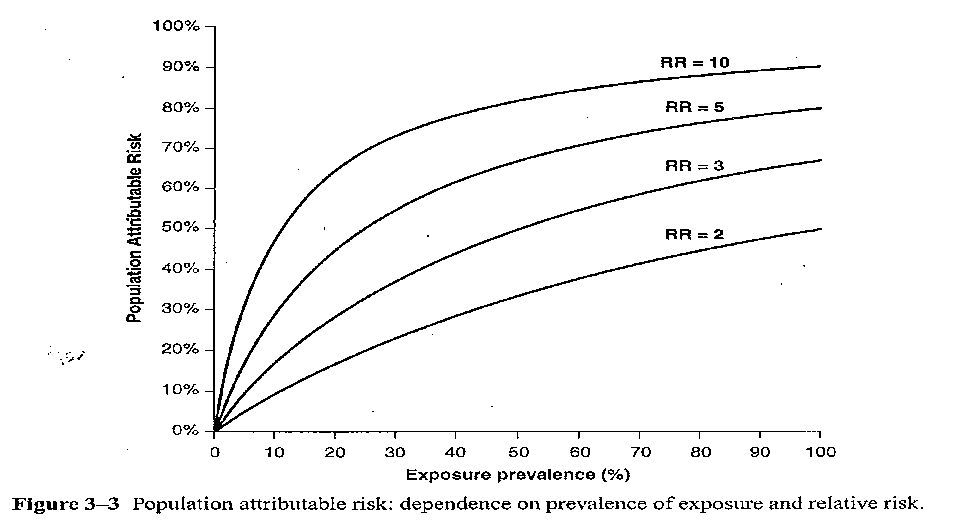 100%
90%
80%
70%
60%
50%
40%
30%
20%
10%
0%
Population Attributable Risk
RR = 10
RR = 5
RR = 3
RR = 2
0 10 20 30 40 50 60 70 80 90 100
Exposure prevalence (%)
Figure 3–3 Population attributable risk: dependence on prevalence of exposure and relative risk.